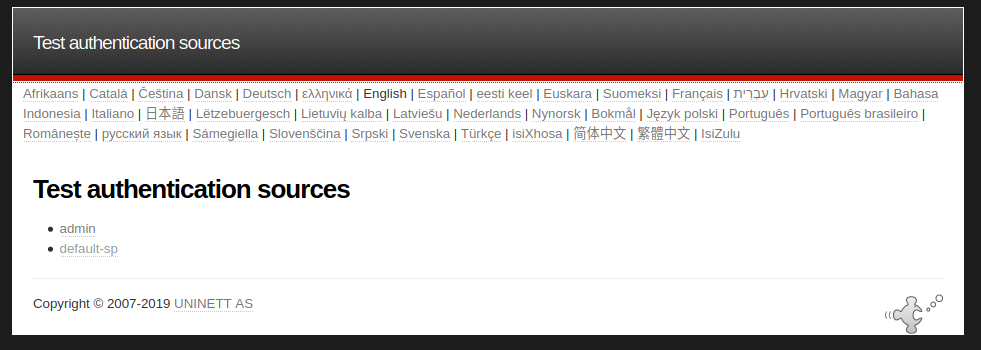 Test authentication sources
Afrikaans | Català | Čeština | Dansk | Deutsch | ελληνικά | English | Español | eesti keel | Euskara | Suomeksi | Français | עִבְרִית | Hrvatski | Magyar | Bahasa
Indonesia | Italiano | 日本語 | Lëtzebuergesch | Lietuvių kalba | Latviešu | Nederlands | Nynorsk | Bokmål | Język polski | Português | Português brasileiro |
Românește | русский язык | Sámegiella | Slovenščina | Srpski | Svenska | Türkçe | isiXhosa | 简体中文 | 繁體中文 | IsiZulu
Test authentication sources
admin
default-sp
Copyright © 2007-2019 UNINETT AS